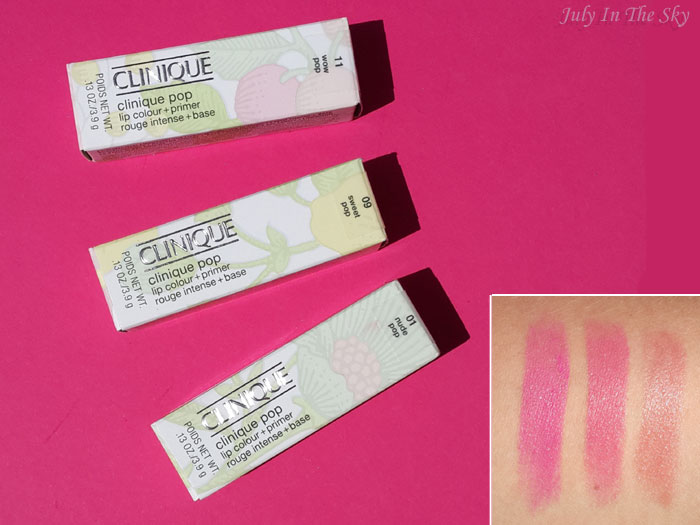 July In The Sky
CLINIQUE
clinique pop
lip colour + primer
rouge intense + base
POIDS NET WT.
.13 OZ/3.9 g
11
wow
pop
CLINIQUE
clinique pop
lip colour + primer
rouge intense + base
POIDS NET WT.
.13 OZ/3.9 g
09
sweet
pop
CLINIQUE
clinique pop
lip colour + primer
rouge intense + base
POIDS NET WT.
.13 OZ/3.9 g
01
nude
pop